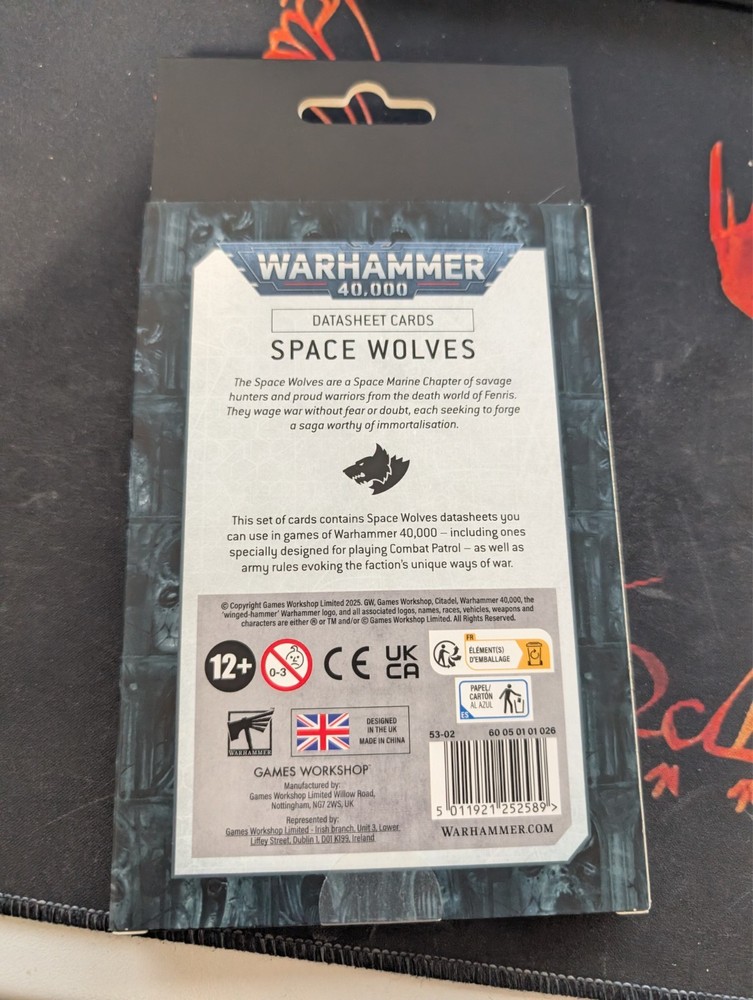 WARHAMMER
40,000
DATASHEET CARDS
SPACE WOLVES
The Space Wolves are a Space Marine Chapter of savage
hunters and proud warriors from the death world of Fenris.
They wage war without fear or doubt, each seeking to forge
a saga worthy of immortalisation.
This set of cards contains Space Wolves datasheets you
can use in games of Warhammer 40,000 – including ones
specially designed for playing Combat Patrol – as well as
army rules evoking the faction's unique ways of war.
© Copyright Games Workshop Limited 2025. GW, Games Workshop, Citadel, Warhammer 40,000, the
'winged-hammer' Warhammer logo, and all associated logos, names, races, vehicles, weapons and
characters are either ® or TM and/or © Games Workshop Limited. All Rights Reserved.
12+
0-3
CE
UK
CA
FR
ÉLÉMENT(S)
D'EMBALLAGE
PAPEL/
CARTÓN
AL AZUL
ES
WARHAMMER
DESIGNED
IN THE UK
MADE IN CHINA
53-02 60 05 01 01 026
GAMES WORKSHOP
Manufactured by:
Games Workshop Limited Willow Road,
Nottingham, NG7 2WS, UK
Represented by:
Games Workshop Limited - Irish branch, Unit 3, Lower
Liffey Street, Dublin 1, D01 K199, Ireland
5 011921 252589 >
WARHAMMER.COM